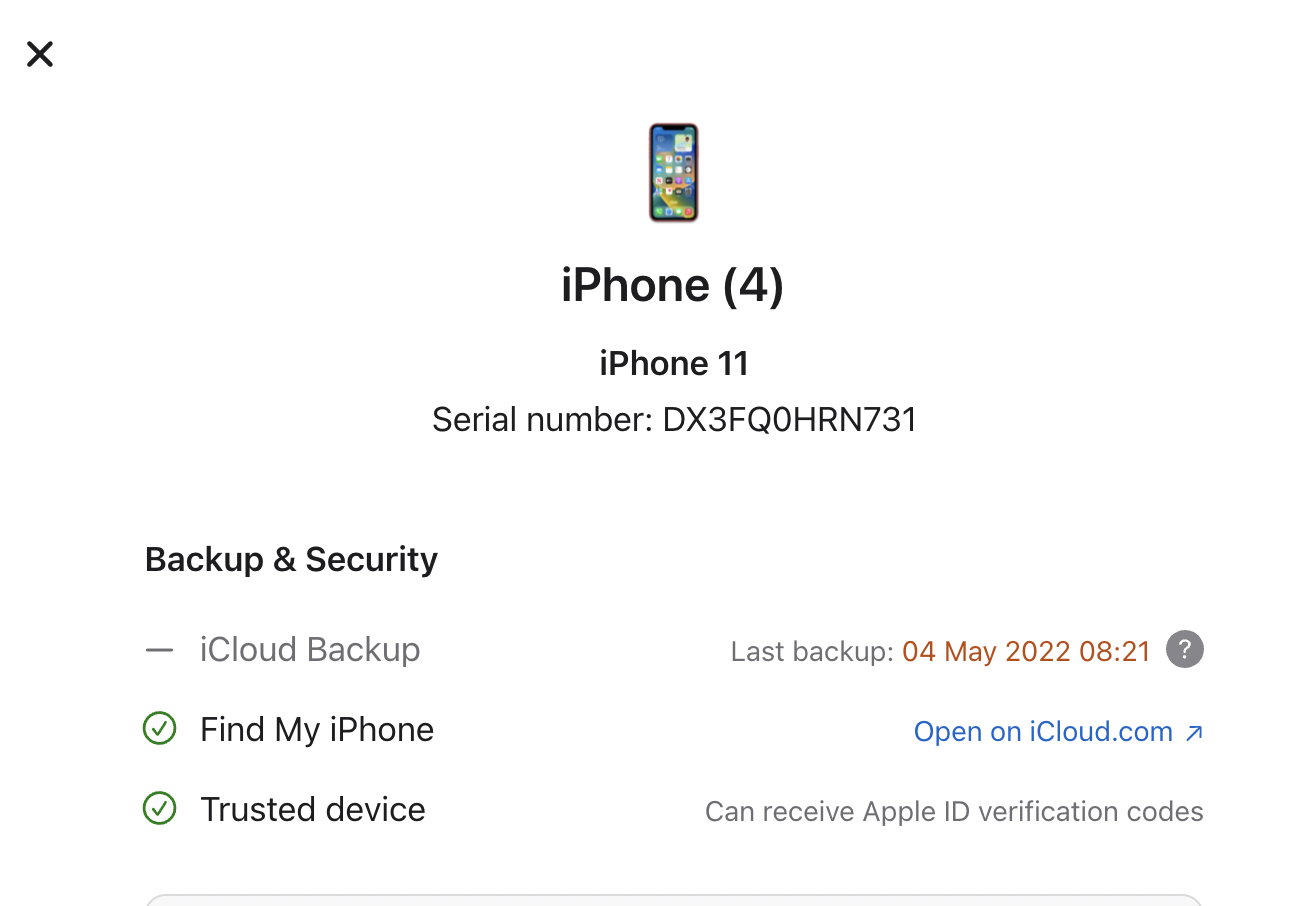 iPhone (4)
iPhone 11
Serial number: DX3FQ0HRN731
Backup & Security
— iCloud Backup Last backup: 04 May 2022 08:21 ?
Find My iPhone Open on iCloud.com ↗
Trusted device Can receive Apple ID verification codes